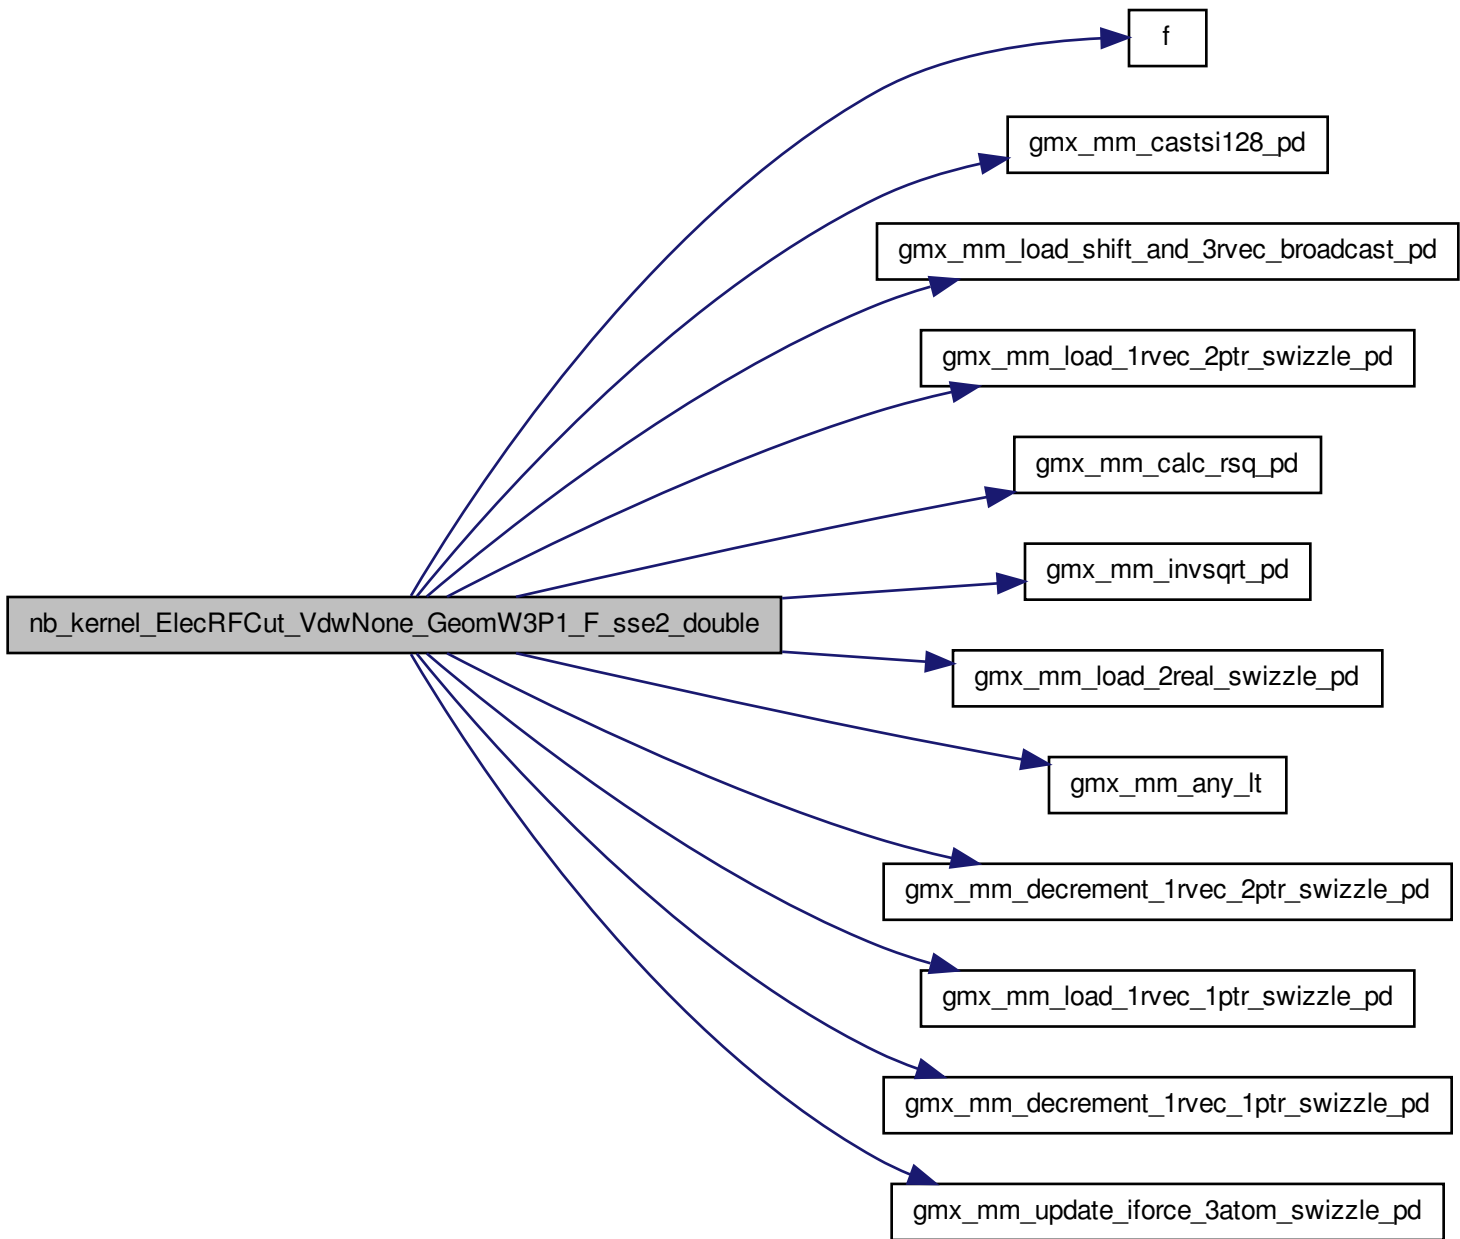 f
gmx_mm_castsi128_pd
gmx_mm_load_shift_and_3rvec_broadcast_pd
gmx_mm_load_1rvec_2ptr_swizzle_pd
gmx_mm_calc_rsq_pd
gmx_mm_invsqrt_pd
nb_kernel_ElecRFCut_VdwNone_GeomW3P1_F_sse2_double
gmx_mm_load_2real_swizzle_pd
gmx_mm_any_lt
gmx_mm_decrement_1rvec_2ptr_swizzle_pd
gmx_mm_load_1rvec_1ptr_swizzle_pd
gmx_mm_decrement_1rvec_1ptr_swizzle_pd
gmx_mm_update_iforce_3atom_swizzle_pd